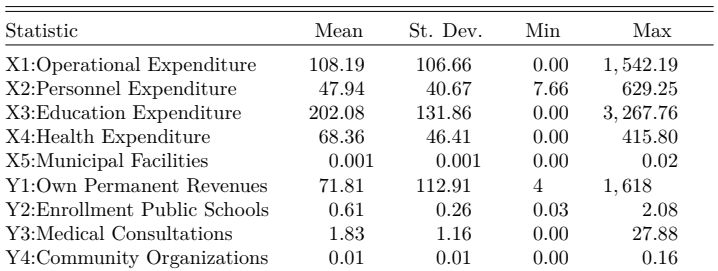 Statistic Mean St. Dev. Min Max
X1:Operational Expenditure 108.19 106.66 0.00 1,542.19
X2:Personnel Expenditure 47.94 40.67 7.66 629.25
X3:Education Expenditure 202.08 131.86 0.00 3,267.76
X4:Health Expenditure 68.36 46.41 0.00 415.80
X5:Municipal Facilities 0.001 0.001 0.00 0.02
Y1:Own Permanent Revenues 71.81 112.91 4 1,618
Y2:Enrollment Public Schools 0.61 0.26 0.03 2.08
Y3:Medical Consultations 1.83 1.16 0.00 27.88
Y4:Community Organizations 0.01 0.01 0.00 0.16